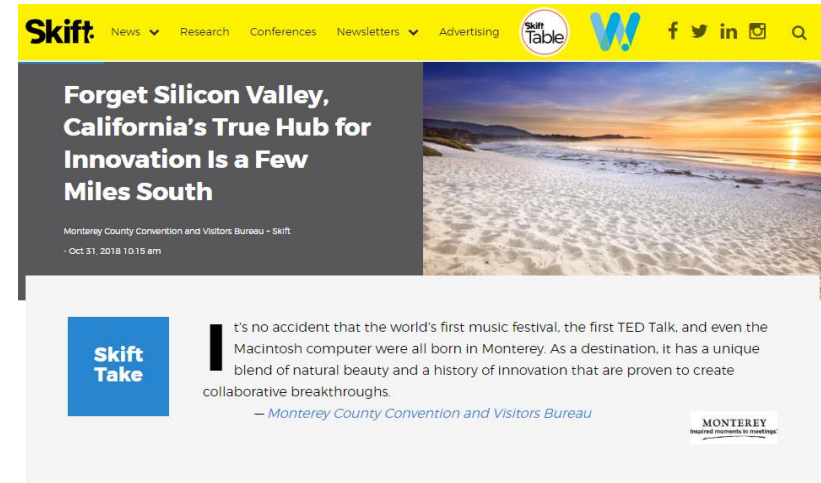 Skift:
News Research Conferences Newsletters Advertising
Skift
Table
W!
Forget Silicon Valley,
California's True Hub for
Innovation Is a Few
Miles South
Monterey County Convention and Visitors Bureau + Skift
- Oct 31, 2018 10:15 am
Skift
Take
It's no accident that the world's first music festival, the first TED Talk, and even the
Macintosh computer were all born in Monterey. As a destination, it has a unique
blend of natural beauty and a history of innovation that are proven to create
collaborative breakthroughs.
— Monterey County Convention and Visitors Bureau
MONTEREY
Inspired moments in meetings.